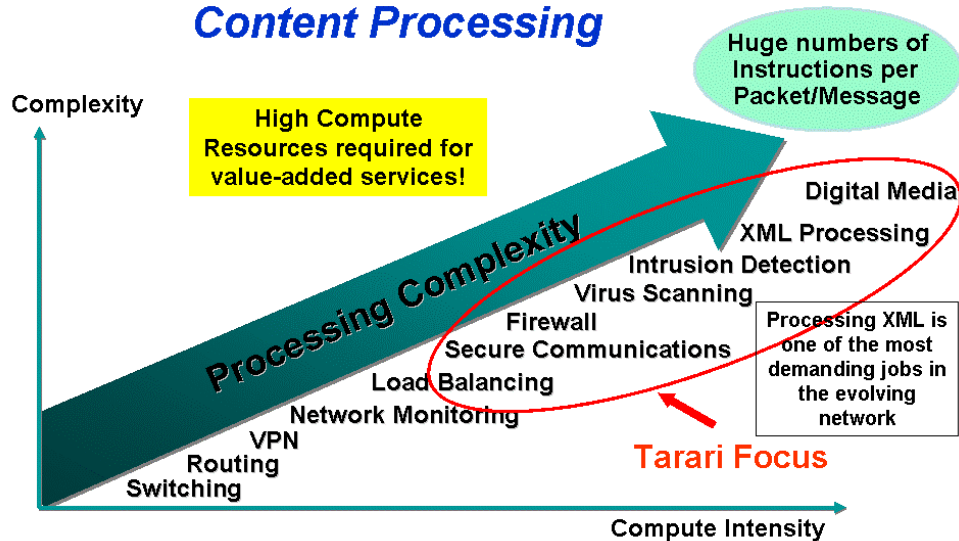 Content Processing
Huge numbers of
Instructions per
Packet/Message
Complexity
High Compute
Resources required for
value-added services!
Processing Complexity
Digital Media
XML Processing
Intrusion Detection
Virus Scanning
Firewall
Secure Communications
Load Balancing
Network Monitoring
VPN
Routing
Switching
Processing XML is
one of the most
demanding jobs in
the evolving
network
Tarari Focus
Compute Intensity